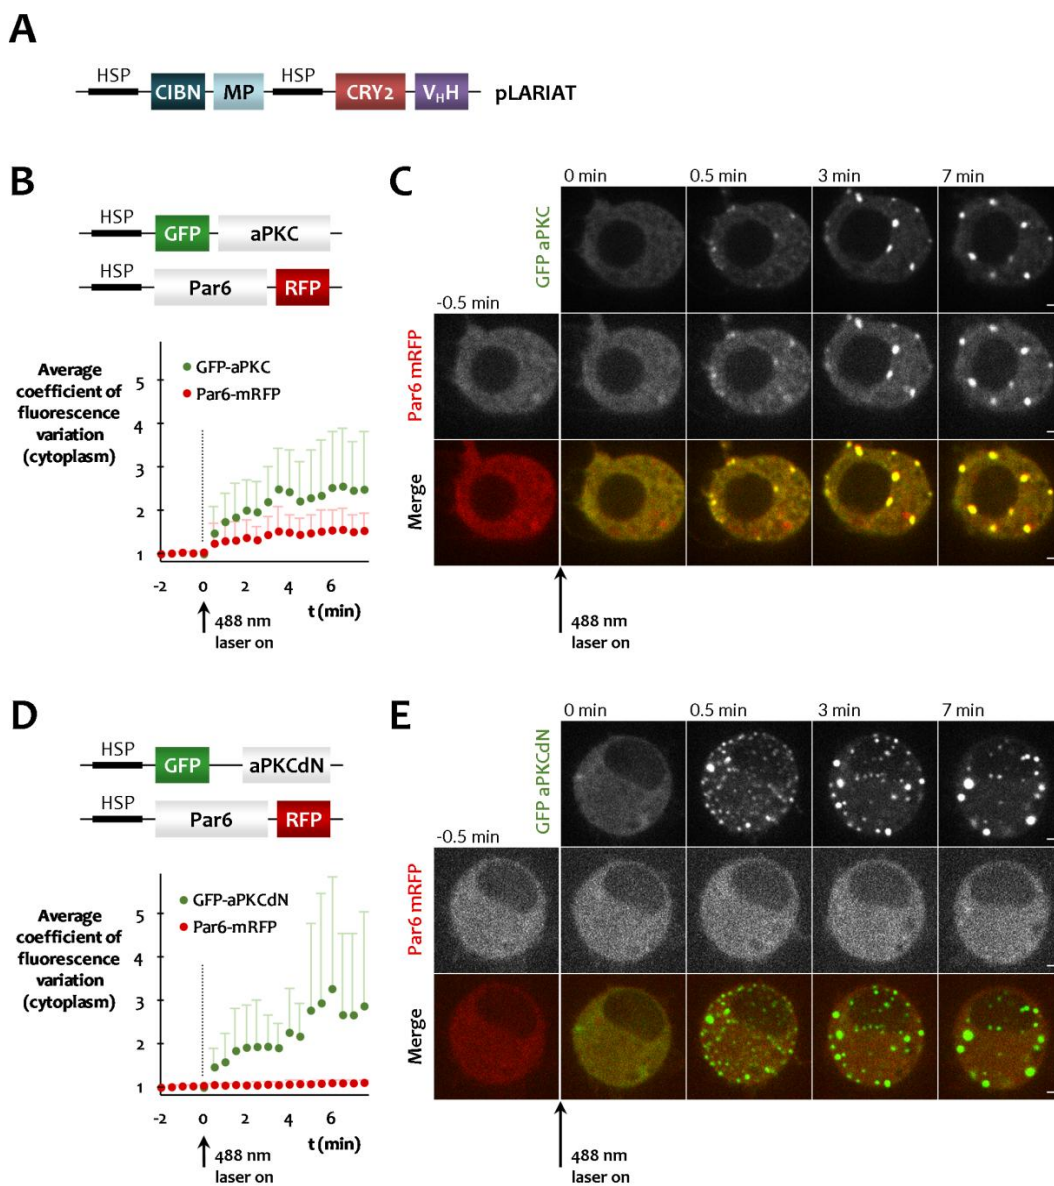 A
HSP HSP
CIBN MP CRY2 VHH pLARIAT
B
HSP
GFP aPKC
HSP
Par6 RFP
Average
coefficient of
fluorescence
variation
(cytoplasm)
GFP-aPKC
Par6-mRFP
5
4
3
2
1
-2 0 2 4 6
t (min)
488 nm
laser on
C
0 min 0.5 min 3 min 7 min
GFP aPKC
-0.5 min
Par6 mRFP
Merge
488 nm
laser on
D
HSP
GFP aPKCdN
HSP
Par6 RFP
Average
coefficient of
fluorescence
variation
(cytoplasm)
GFP-aPKCdN
Par6-mRFP
5
4
3
2
1
-2 0 2 4 6
t (min)
488 nm
laser on
E
0 min 0.5 min 3 min 7 min
GFP aPKCdN
-0.5 min
Par6 mRFP
Merge
488 nm
laser on